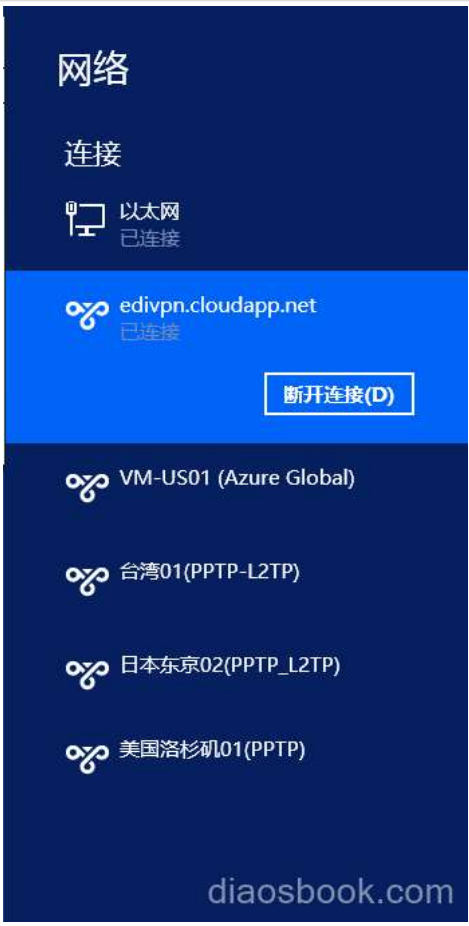 网络
连接
以太网
已连接
edivpn.cloudapp.net
已连接
断开连接(D)
VM-US01 (Azure Global)
台湾01(PPTP-L2TP)
日本东京02(PPTP_L2TP)
美国洛杉矶01(PPTP)
diaosbook.com